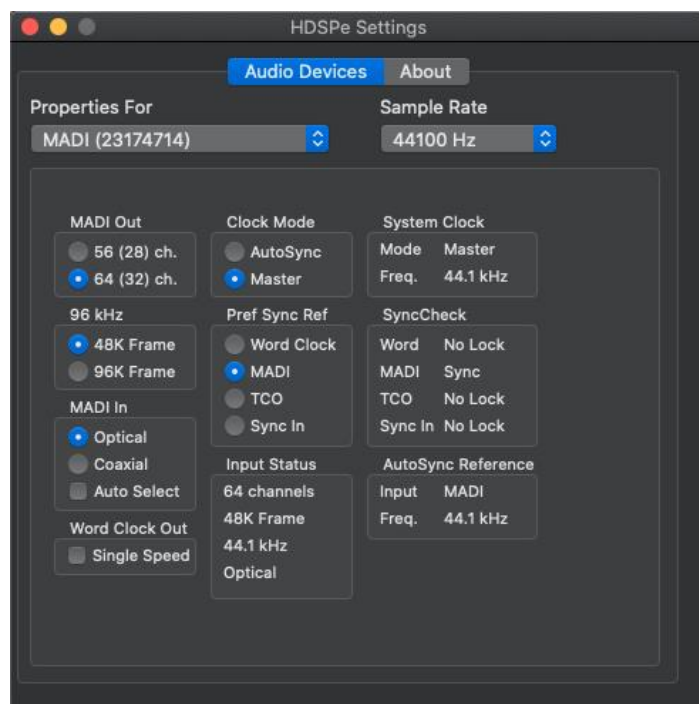 HDSPe Settings
Audio Devices
About
Properties For
MADI (23174714)
Sample Rate
44100 Hz
MADI Out
56 (28) ch.
64 (32) ch.
96 kHz
48K Frame
96K Frame
MADI In
Optical
Coaxial
Auto Select
Word Clock Out
Single Speed
Clock Mode
AutoSync
Master
Pref Sync Ref
Word Clock
MADI
TCO
Sync In
Input Status
64 channels
48K Frame
44.1 kHz
Optical
System Clock
Mode Master
Freq. 44.1 kHz
SyncCheck
Word No Lock
MADI Sync
TCO No Lock
Sync In No Lock
AutoSync Reference
Input MADI
Freq. 44.1 kHz